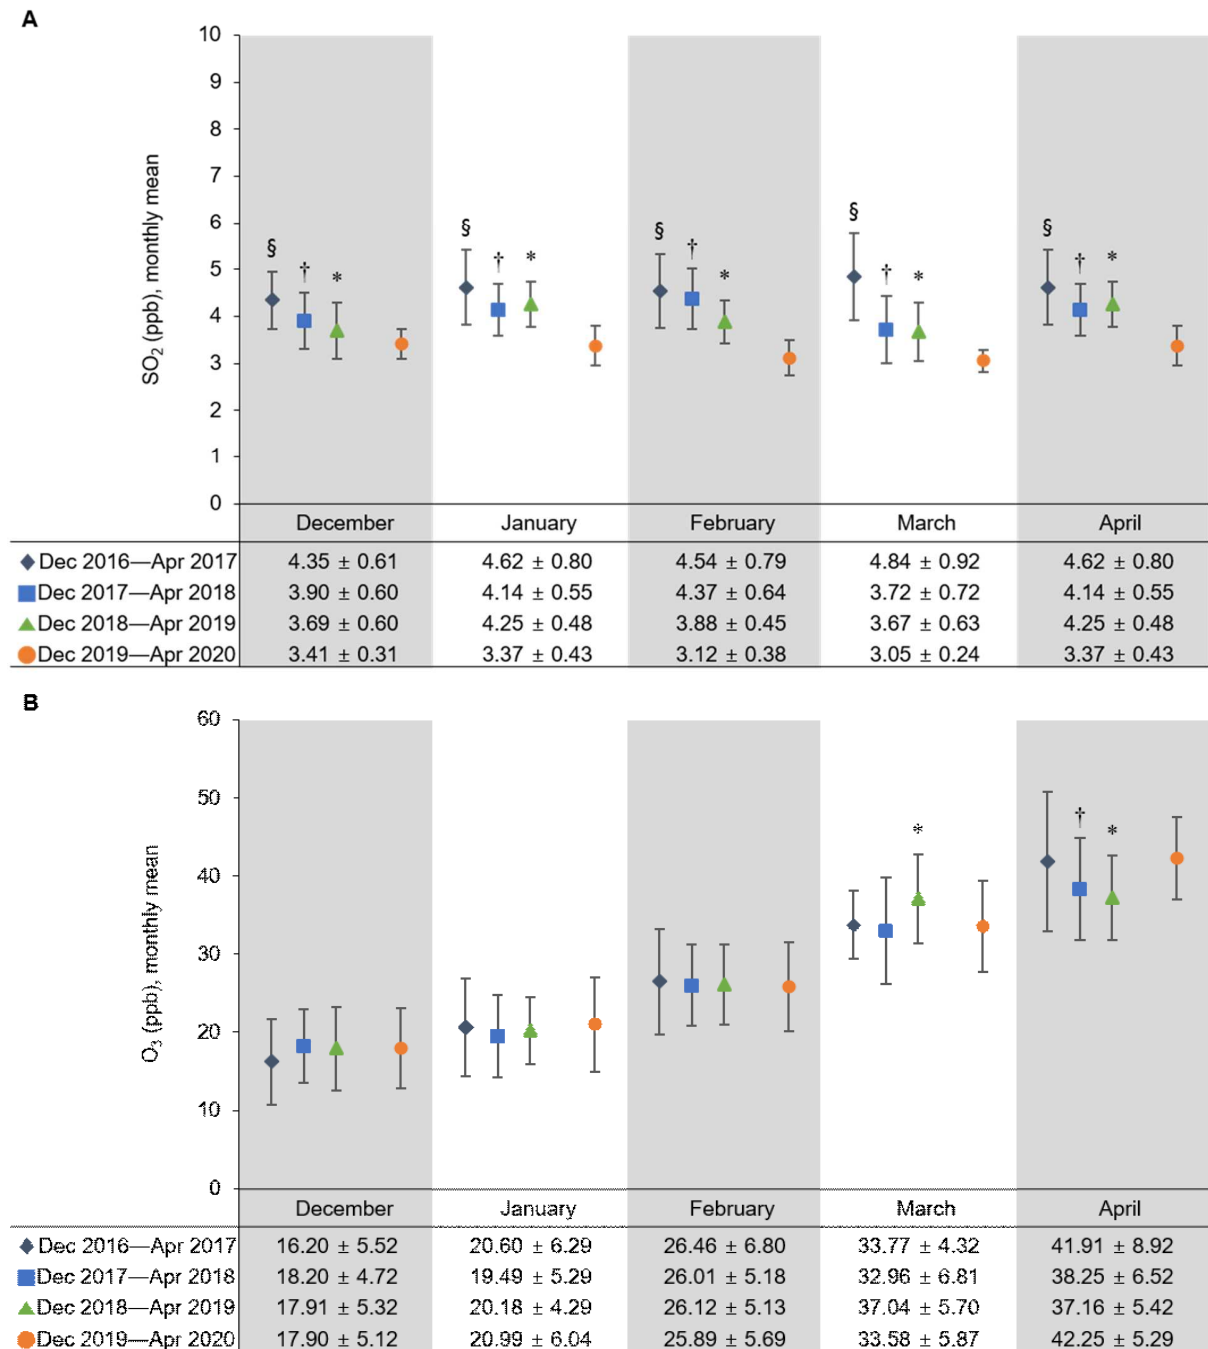 A
10
9
8
7
6
5
4
3
2
1
0
SO₂ (ppb), monthly mean
§ † *
§ † *
§ † *
§ † *
§ † *
December January February March April
Dec 2016—Apr 2017 4.35 ± 0.61 4.62 ± 0.80 4.54 ± 0.79 4.84 ± 0.92 4.62 ± 0.80
Dec 2017—Apr 2018 3.90 ± 0.60 4.14 ± 0.55 4.37 ± 0.64 3.72 ± 0.72 4.14 ± 0.55
Dec 2018—Apr 2019 3.69 ± 0.60 4.25 ± 0.48 3.88 ± 0.45 3.67 ± 0.63 4.25 ± 0.48
Dec 2019—Apr 2020 3.41 ± 0.31 3.37 ± 0.43 3.12 ± 0.38 3.05 ± 0.24 3.37 ± 0.43
B
60
50
40
30
20
10
0
O₃ (ppb), monthly mean
*
† *
December January February March April
Dec 2016—Apr 2017 16.20 ± 5.52 20.60 ± 6.29 26.46 ± 6.80 33.77 ± 4.32 41.91 ± 8.92
Dec 2017—Apr 2018 18.20 ± 4.72 19.49 ± 5.29 26.01 ± 5.18 32.96 ± 6.81 38.25 ± 6.52
Dec 2018—Apr 2019 17.91 ± 5.32 20.18 ± 4.29 26.12 ± 5.13 37.04 ± 5.70 37.16 ± 5.42
Dec 2019—Apr 2020 17.90 ± 5.12 20.99 ± 6.04 25.89 ± 5.69 33.58 ± 5.87 42.25 ± 5.29